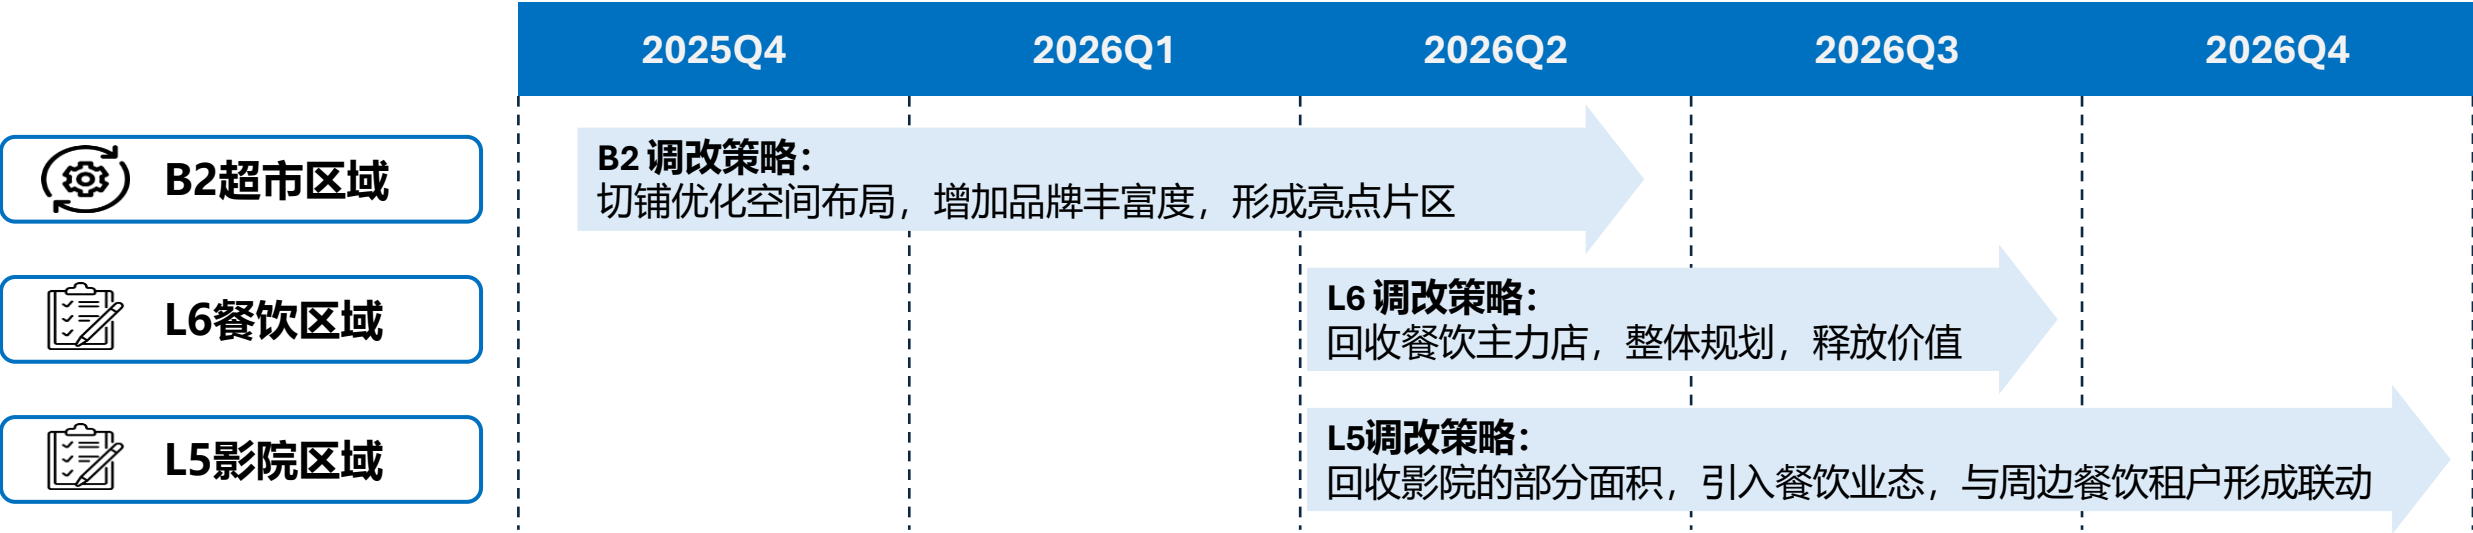 2025Q4 2026Q1 2026Q2 2026Q3 2026Q4
B2超市区域
B2 调改策略：
切铺优化空间布局，增加品牌丰富度，形成亮点片区
L6餐饮区域
L6 调改策略：
回收餐饮主力店，整体规划，释放价值
L5影院区域
L5调改策略：
回收影院的部分面积，引入餐饮业态，与周边餐饮租户形成联动